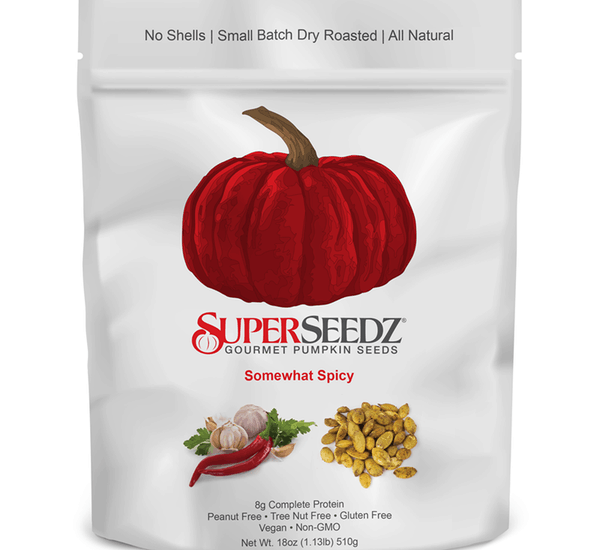 No Shells | Small Batch Dry Roasted | All Natural
SUPERSEEDZ®
GOURMET PUMPKIN SEEDS
Somewhat Spicy
8g Complete Protein
Peanut Free • Tree Nut Free • Gluten Free
Vegan • Non-GMO
Net Wt. 18oz (1.13lb) 510g